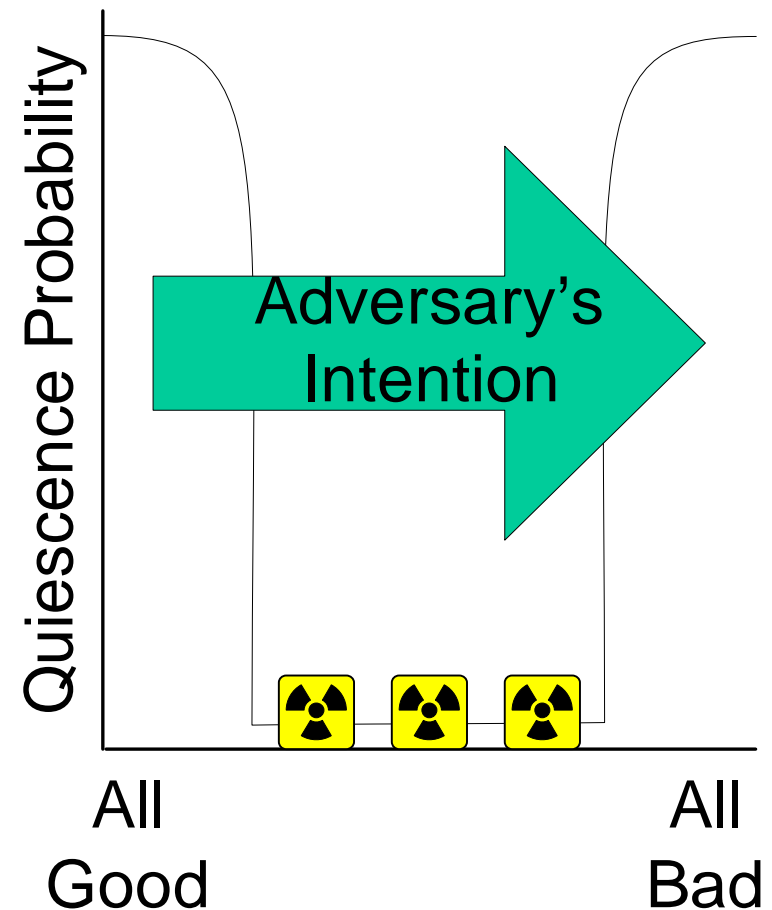 Quiescence Probability
Adversary’s
Intention
All
Good
All
Bad